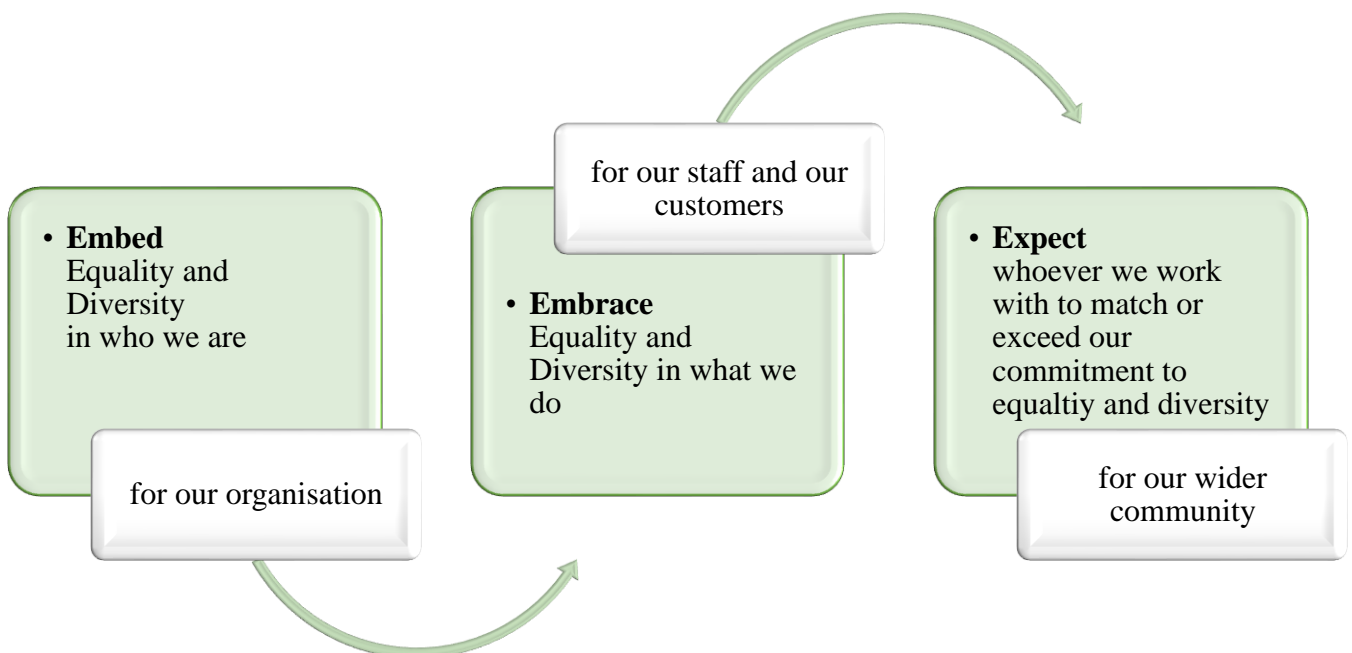 • Embed
Equality and
Diversity
in who we are
for our organisation
for our staff and our
customers
• Embrace
Equality and
Diversity in what we
do
• Expect
whoever we work
with to match or
exceed our
commitment to
equaltiy and diversity
for our wider
community